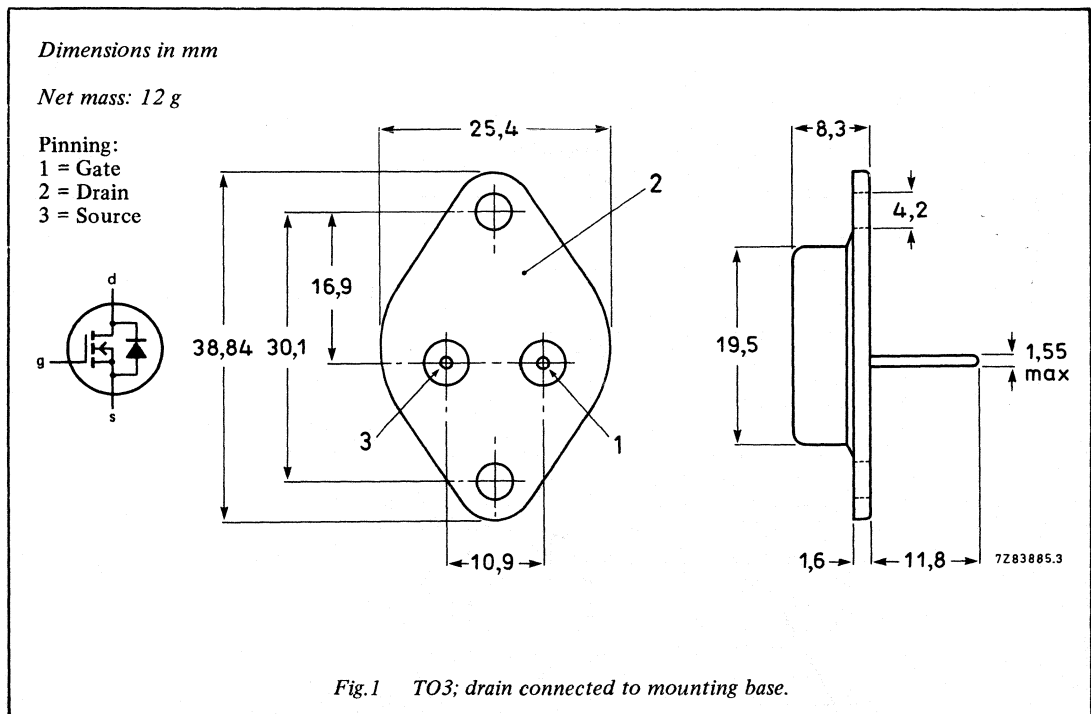 Dimensions in mm
Net mass: 12 g
Pinning:
1 = Gate
2 = Drain
3 = Source
d
g
s
25,4
2
16,9
38,84
30,1
3
1
10,9
8,3
4,2
19,5
1,55
max
1,6
11,8
7Z83885.3
Fig.1 TO3; drain connected to mounting base.